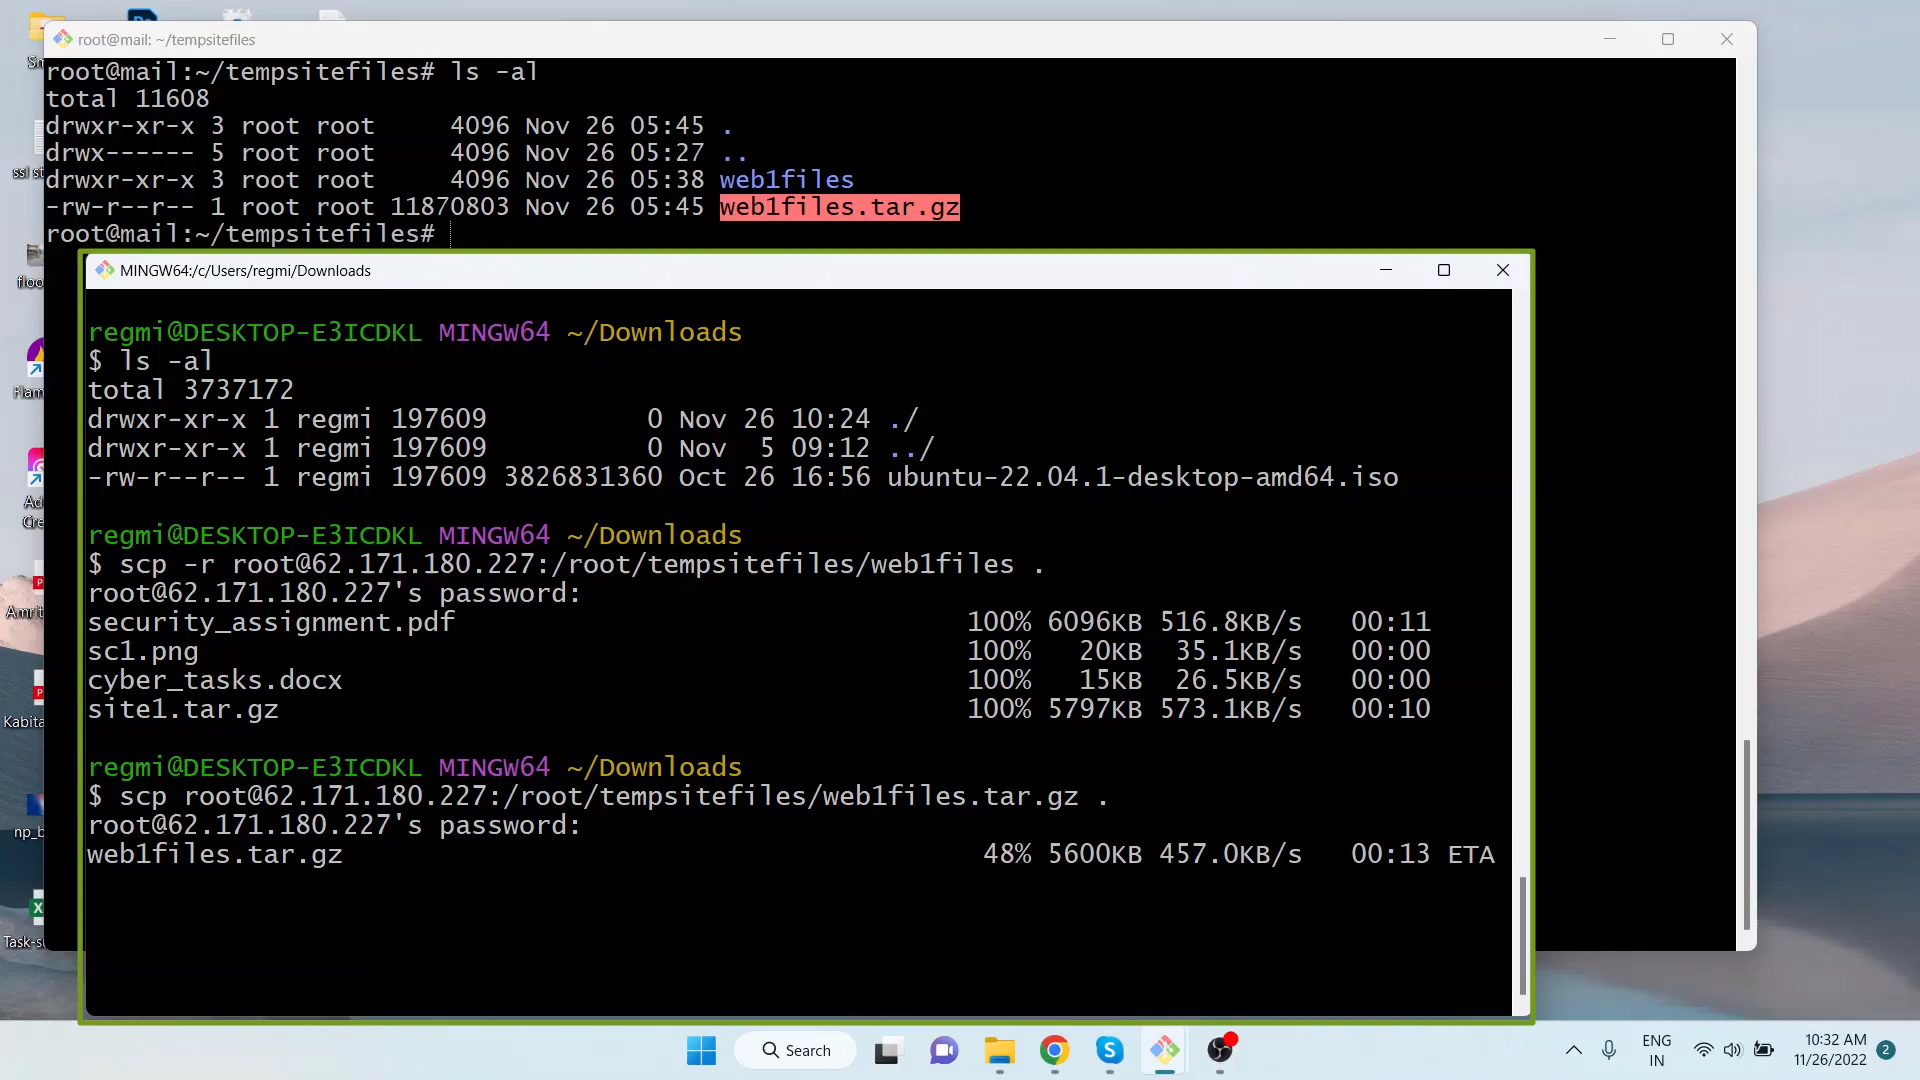 root@mail: ~/tempsitefiles
root@mail:~/tempsitefiles# ls -al
total 11608
drwxr-xr-x 3 root root 4096 Nov 26 05:45 .
drwx------ 5 root root 4096 Nov 26 05:27 ..
drwxr-xr-x 3 root root 4096 Nov 26 05:38 web1files
-rw-r--r-- 1 root root 11870803 Nov 26 05:45 web1files.tar.gz
root@mail:~/tempsitefiles#
MINGW64:/c/Users/regmi/Downloads
regmi@DESKTOP-E3ICDKL MINGW64 ~/Downloads
$ ls -al
total 3737172
drwxr-xr-x 1 regmi 197609 0 Nov 26 10:24 ./
drwxr-xr-x 1 regmi 197609 0 Nov 5 09:12 ../
-rw-r--r-- 1 regmi 197609 3826831360 Oct 26 16:56 ubuntu-22.04.1-desktop-amd64.iso
regmi@DESKTOP-E3ICDKL MINGW64 ~/Downloads
$ scp -r root@62.171.180.227:/root/tempsitefiles/web1files .
root@62.171.180.227's password:
security_assignment.pdf 100% 6096KB 516.8KB/s 00:11
sc1.png 100% 20KB 35.1KB/s 00:00
cyber_tasks.docx 100% 15KB 26.5KB/s 00:00
site1.tar.gz 100% 5797KB 573.1KB/s 00:10
regmi@DESKTOP-E3ICDKL MINGW64 ~/Downloads
$ scp root@62.171.180.227:/root/tempsitefiles/web1files.tar.gz .
root@62.171.180.227's password:
web1files.tar.gz 48% 5600KB 457.0KB/s 00:13 ETA
ssl st
floo
Flam
Cre
Amrit
Kabita
np_b
Task-s
Search
ENG
IN
10:32 AM
11/26/2022
2